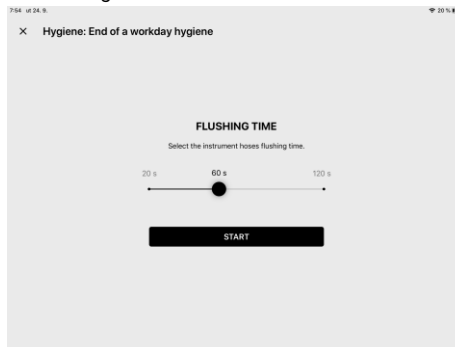 7:54 ut 24. 9.
20 %
× Hygiene: End of a workday hygiene
FLUSHING TIME
Select the instrument hoses flushing time.
20 s 60 s 120 s
START